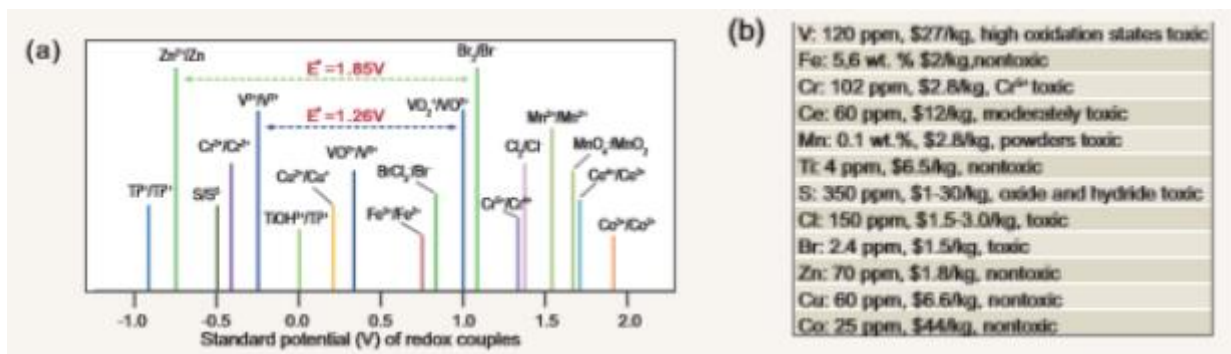 (a)
Zn²⁺/Zn
Br₂/Br⁻
E°=1.85V
V³⁺/V²⁺
VO₂⁺/VO²⁺
E°=1.26V
Mn³⁺/Mn²⁺
Cr³⁺/Cr²⁺
VO²⁺/V³⁺
Cl₂/Cl⁻
MnO₄⁻/MnO₂
Cu²⁺/Cu⁺
BrCl₂⁻/Br⁻
Ce⁴⁺/Ce³⁺
S/S²⁻
TiOH³⁺/Ti³⁺
Fe³⁺/Fe²⁺
Co³⁺/Co²⁺
-1.0 -0.5 0.0 0.5 1.0 1.5 2.0
Standard potential (V) of redox couples
(b)
V: 120 ppm, $27/kg, high oxidation states toxic
Fe: 5,6 wt. % $2/kg,nontoxic
Cr: 102 ppm, $2.8/kg, Cr⁶⁺ toxic
Ce: 60 ppm, $12/kg, moderately toxic
Mn: 0.1 wt.%, $2.8/kg, powders toxic
Ti: 4 ppm, $6.5/kg, nontoxic
S: 350 ppm, $1-30/kg, oxide and hydride toxic
Cl: 150 ppm, $1.5-3.0/kg, toxic
Br: 2.4 ppm, $1.5/kg, toxic
Zn: 70 ppm, $1.8/kg, nontoxic
Cu: 60 ppm, $6.6/kg, nontoxic
Co: 25 ppm, $44/kg, nontoxic